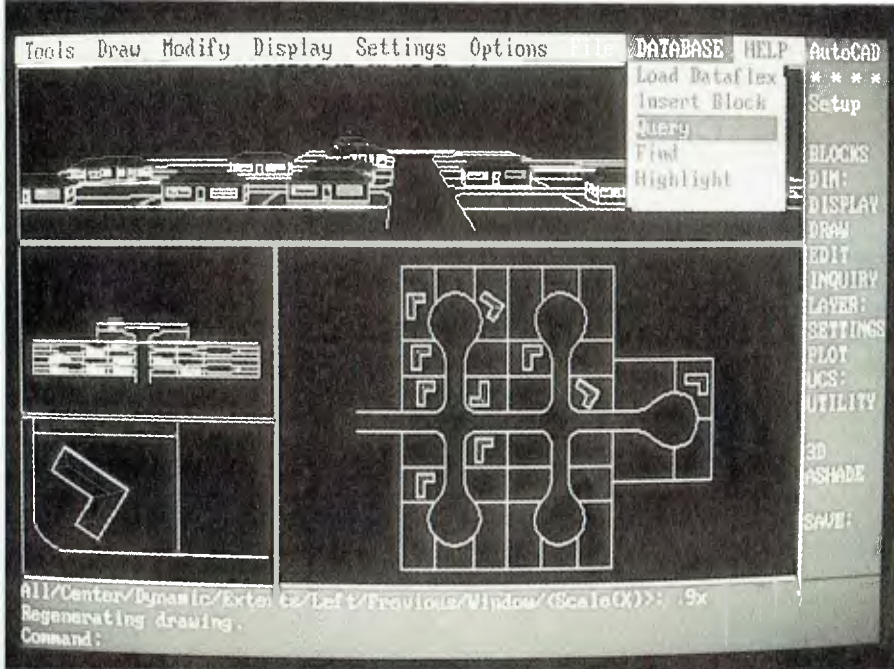 Tools Draw Modify Display Settings Options File DATABASE HELP
Load Dataflex
Insert Block
Query
Find
Highlight
AutoCAD
* * * *
Setup
BLOCKS
DIM:
DISPLAY
DRAW
EDIT
INQUIRY
LAYER:
SETTINGS
PLOT
UCS:
UTILITY
3D
ASHADE
SAVE:
All/Center/Dynamic/Extents/Left/Previous/Window/<Scale(X)>: .9x
Regenerating drawing.
Command: